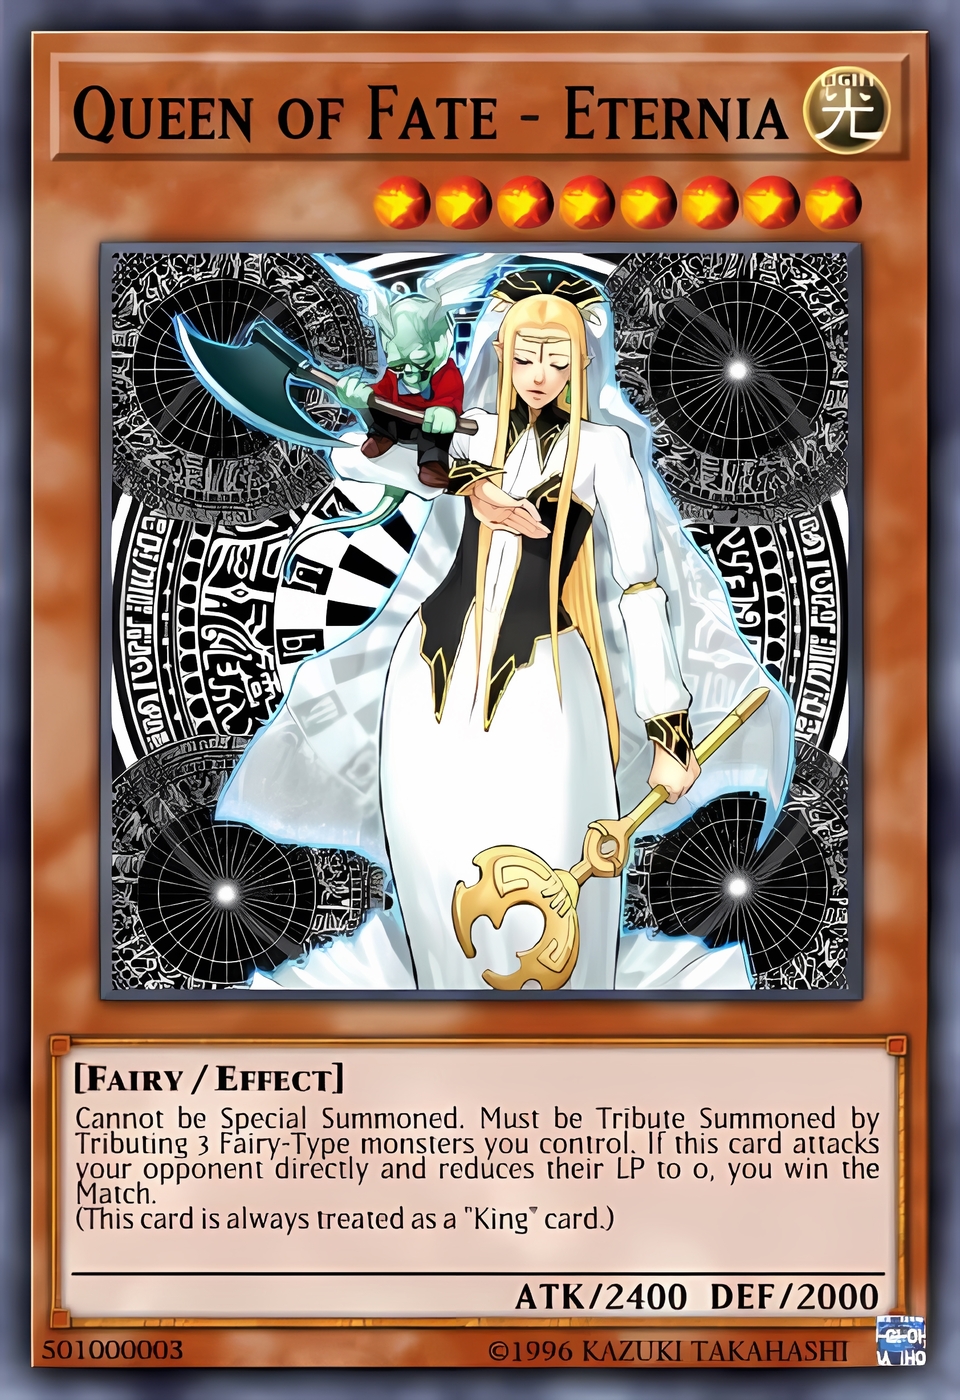 Queen of Fate - Eternia
光
[Fairy / Effect]
Cannot be Special Summoned. Must be Tribute Summoned by
Tributing 3 Fairy-Type monsters you control. If this card attacks
your opponent directly and reduces their LP to 0, you win the
Match.
(This card is always treated as a "King" card.)
ATK/2400 DEF/2000
501000003
©1996 KAZUKI TAKAHASHI